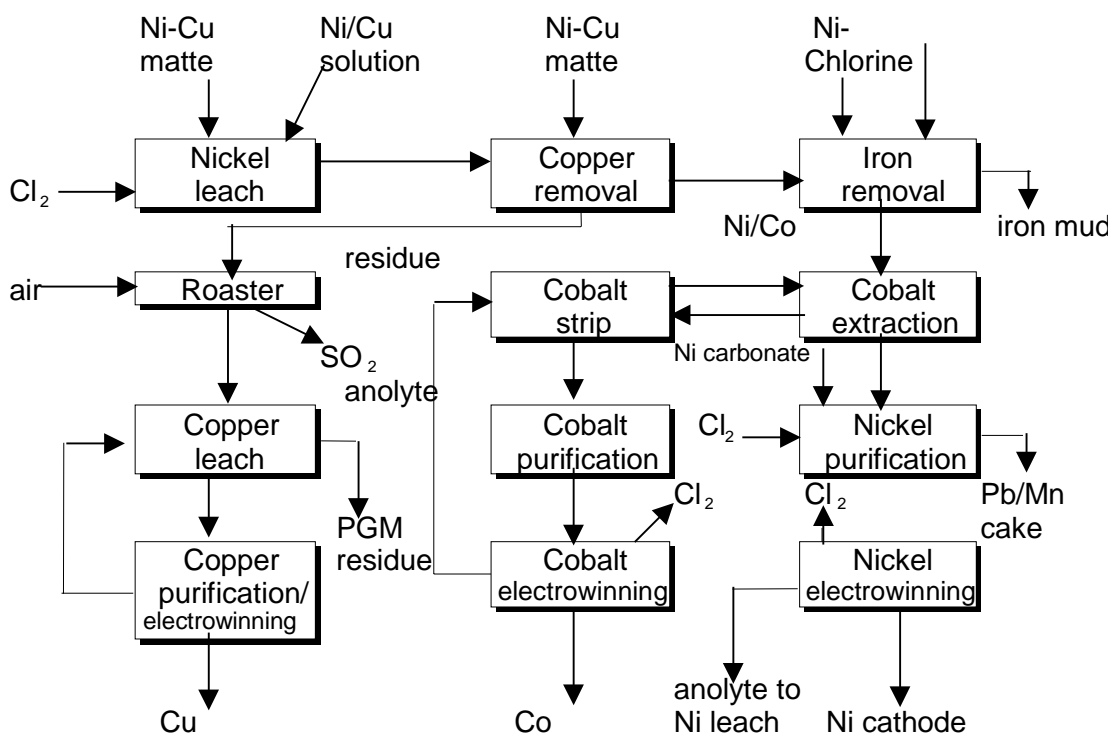 Ni-Cu
matte
Ni/Cu
solution
Ni-Cu
matte
Ni-
Chlorine
Cl2
Nickel
leach
Copper
removal
Iron
removal
Ni/Co
iron mud
residue
air
Roaster
Cobalt
strip
Cobalt
extraction
SO2
anolyte
Ni carbonate
Copper
leach
Cobalt
purification
Cl2
Nickel
purification
PGM
residue
Cl2
Cl2
Pb/Mn
cake
Copper
purification/
electrowinning
Cobalt
electrowinning
Nickel
electrowinning
Cu
Co
anolyte to
Ni leach
Ni cathode